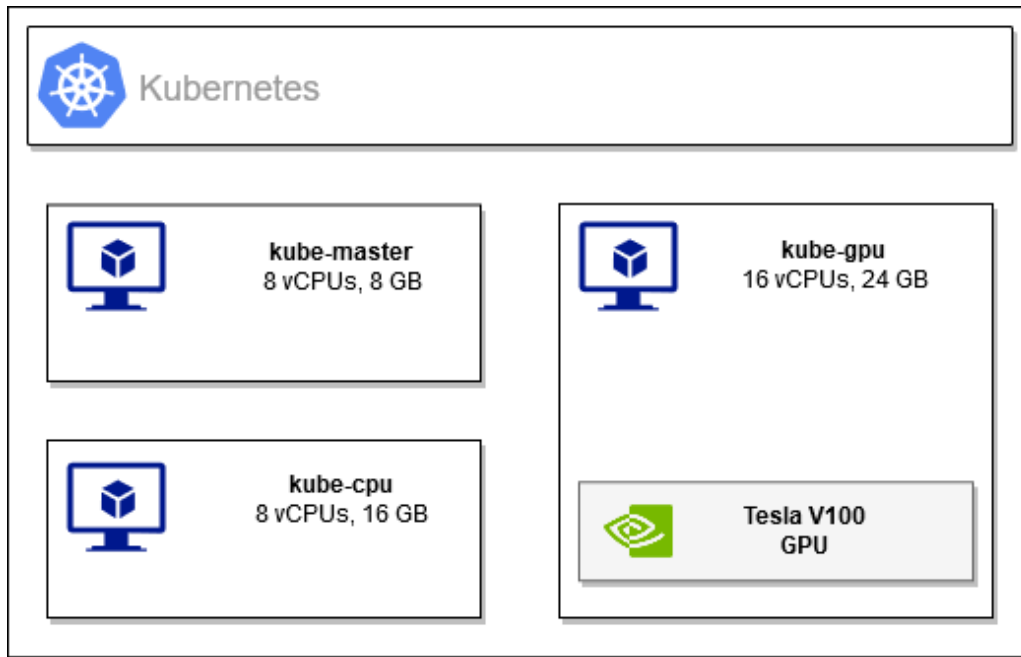 Kubernetes
kube-master
8 vCPUs, 8 GB
kube-gpu
16 vCPUs, 24 GB
kube-cpu
8 vCPUs, 16 GB
Tesla V100
GPU